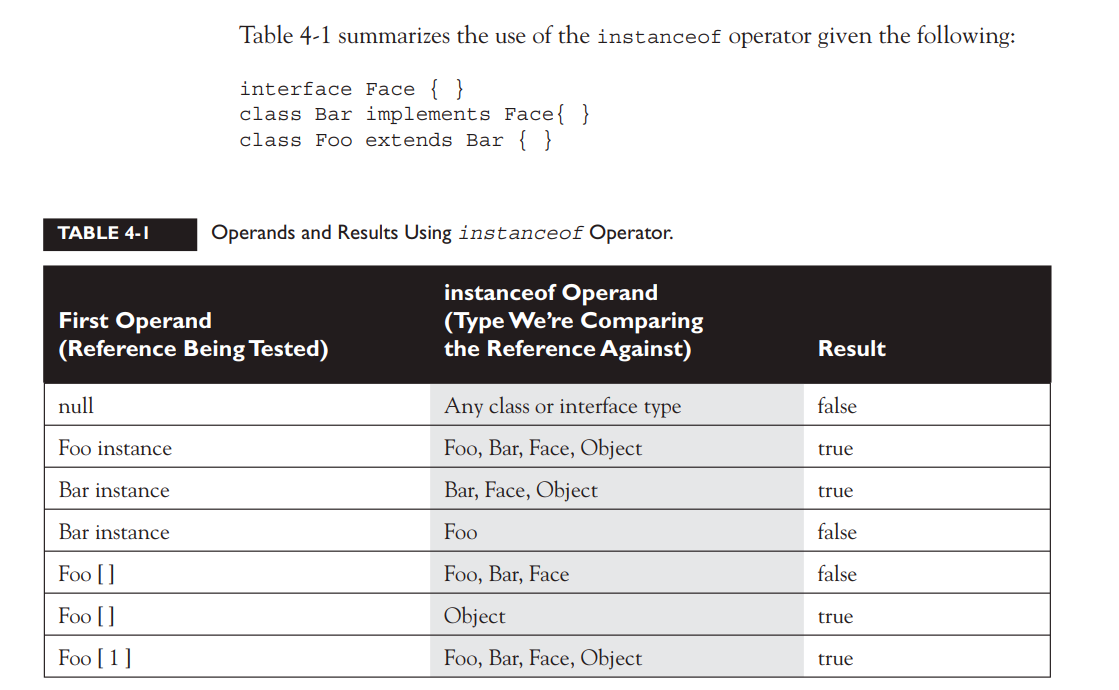 Table 4-1 summarizes the use of the instanceof operator given the following:
interface Face { }
class Bar implements Face{ }
class Foo extends Bar { }
TABLE 4-1 Operands and Results Using instanceof Operator.
First Operand
(Reference Being Tested)
instanceof Operand
(Type We’re Comparing
the Reference Against)
Result
null Any class or interface type false
Foo instance Foo, Bar, Face, Object true
Bar instance Bar, Face, Object true
Bar instance Foo false
Foo [ ] Foo, Bar, Face false
Foo [ ] Object true
Foo [ 1 ] Foo, Bar, Face, Object true